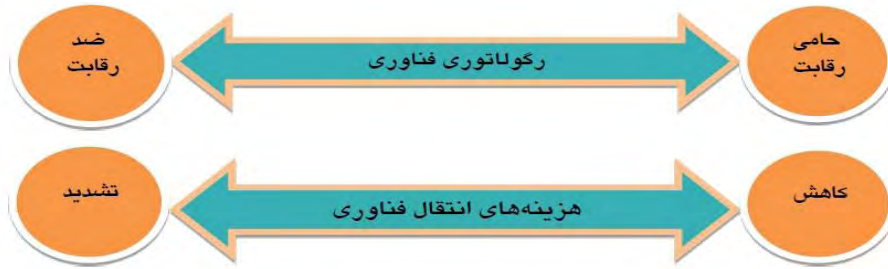 حامی
رقابت
رگولاتوری فناوری
ضد
رقابت
کاهش
هزینه‌های انتقال فناوری
تشدید